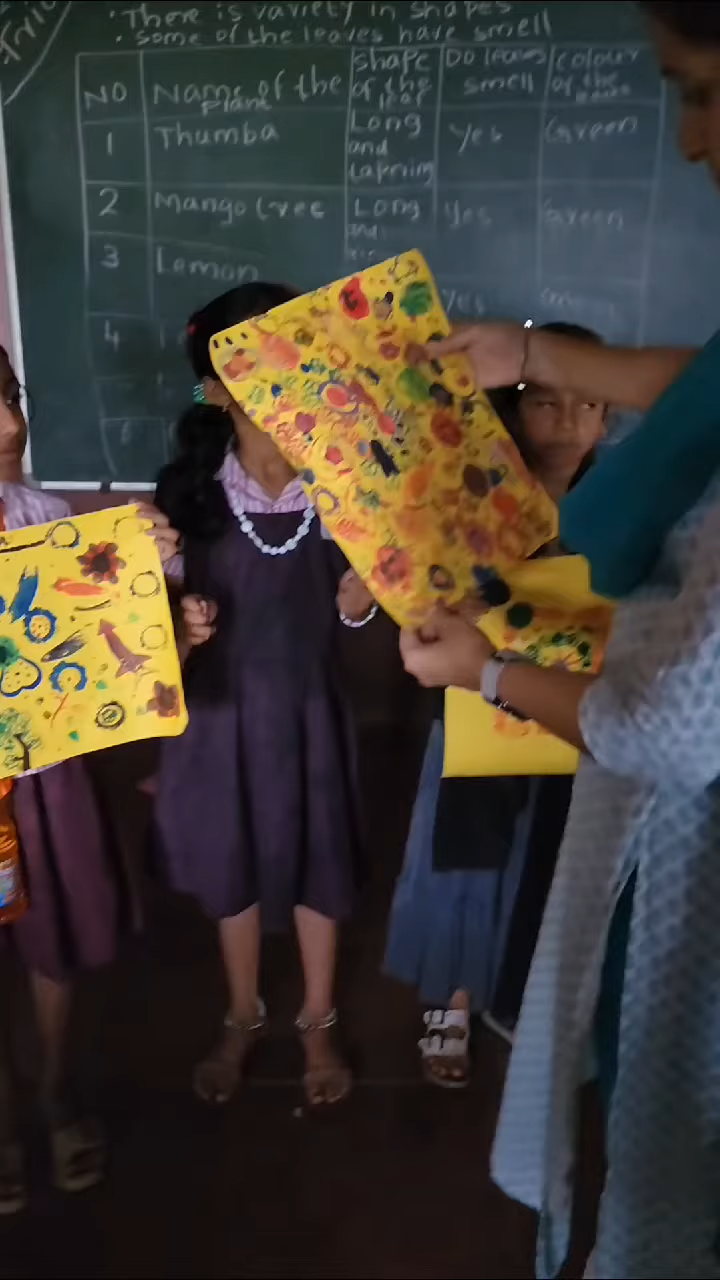 • There is variety in shapes
• some of the leaves have smell
NO Name of the Plant shape of the leaf Do leaves smell colour of the
1 Thumba Long and tapering Yes Green
2 Mango tree Long and Yes Green
3 Lemon Yes
4